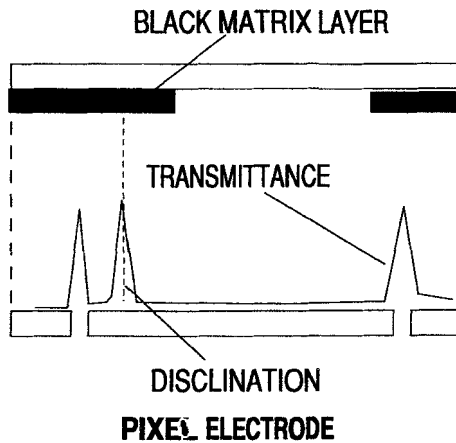 BLACK MATRIX LAYER
TRANSMITTANCE
DISCLINATION
PIXEL ELECTRODE